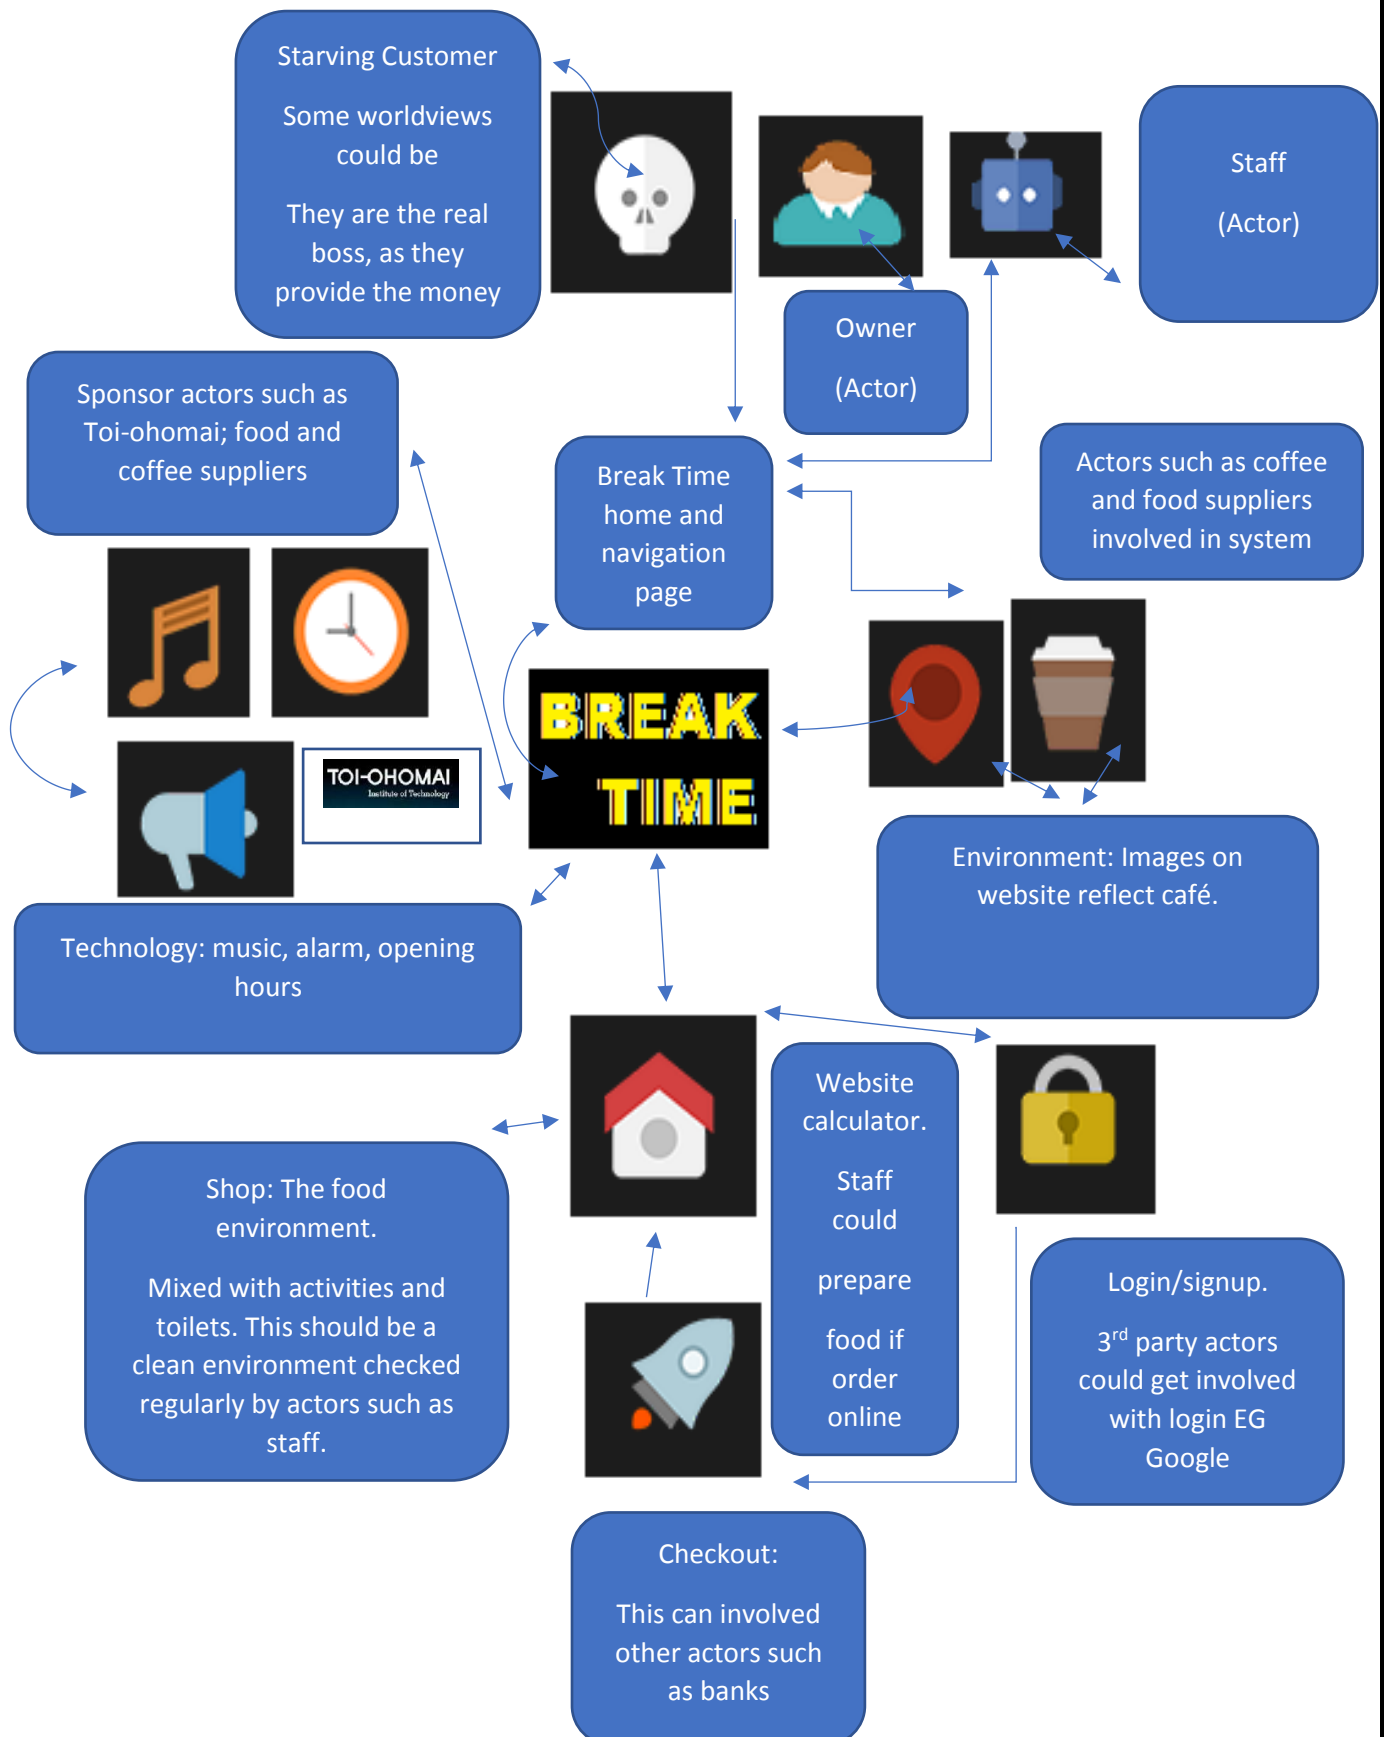 Starving Customer
Some worldviews
could be
They are the real
boss, as they
provide the money
Staff
(Actor)
Owner
(Actor)
Sponsor actors such as
Toi-ohomai; food and
coffee suppliers
Break Time
home and
navigation
page
Actors such as coffee
and food suppliers
involved in system
BREAK
TIME
TOI-OHOMAI
Institute of Technology
Environment: Images on
website reflect café.
Technology: music, alarm, opening
hours
Website
calculator.
Staff
could
prepare
food if
order
online
Shop: The food
environment.
Mixed with activities and
toilets. This should be a
clean environment checked
regularly by actors such as
staff.
Login/signup.
3rd party actors
could get involved
with login EG
Google
Checkout:
This can involved
other actors such
as banks